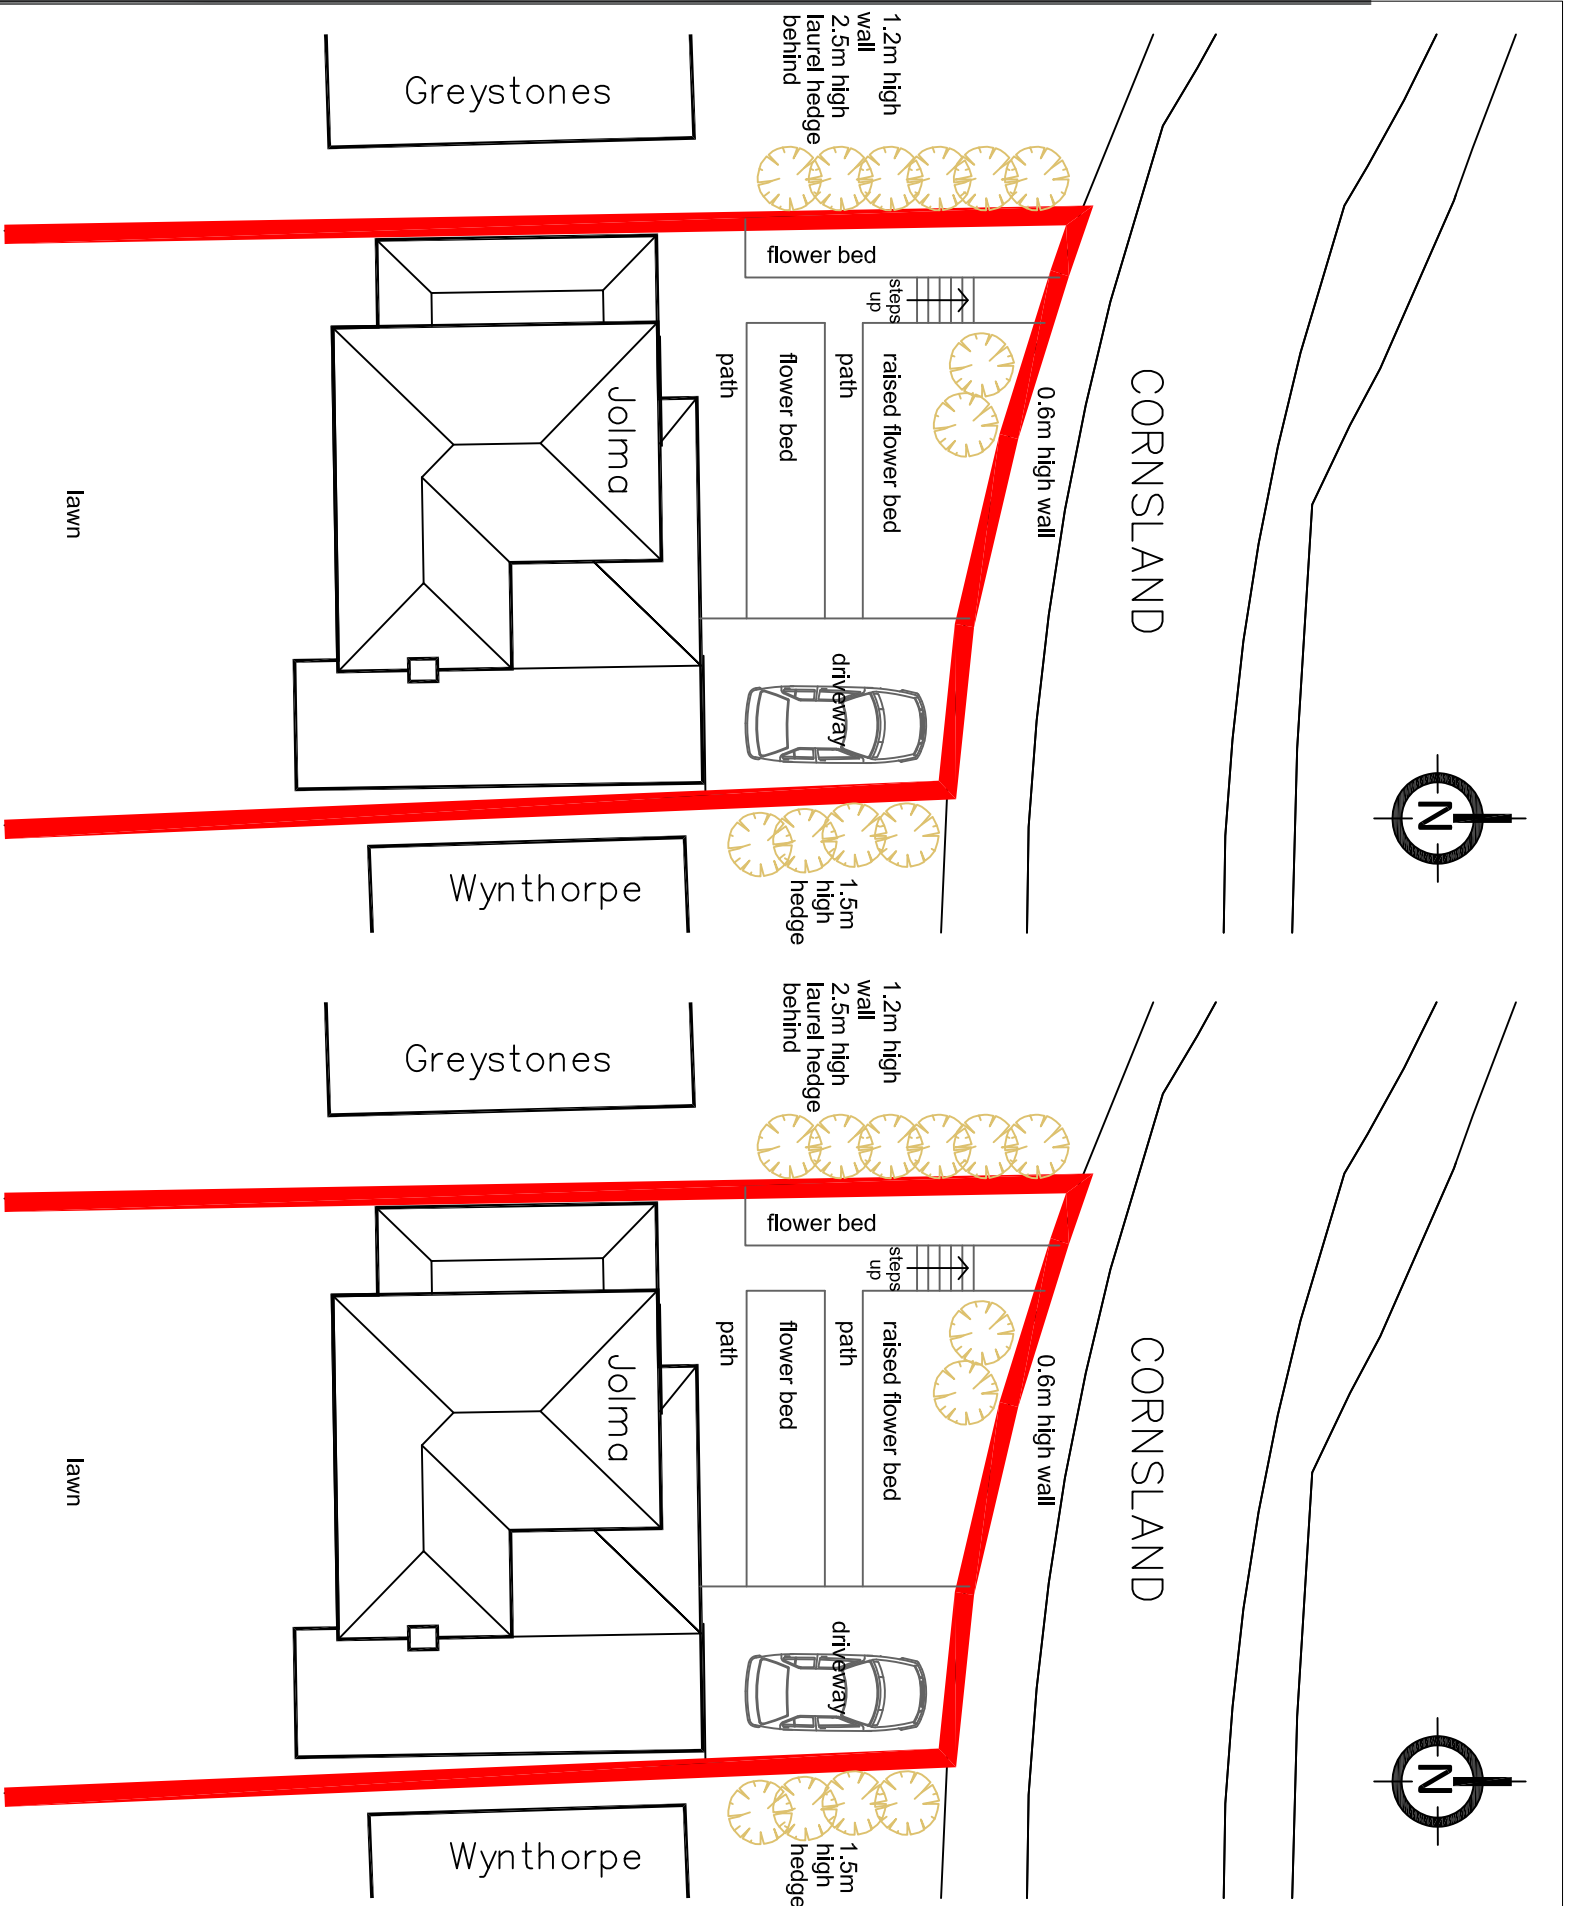 1.2m high
wall
2.5m high
laurel hedge
behind
Greystones
flower bed
steps
up
raised flower bed
path
flower bed
path
0.6m high wall
CORNSLAND
Jolma
lawn
driveway
N
Wynthorpe
1.5m
high
hedge
1.2m high
wall
2.5m high
laurel hedge
behind
Greystones
flower bed
steps
up
raised flower bed
path
flower bed
path
0.6m high wall
CORNSLAND
Jolma
lawn
driveway
N
Wynthorpe
1.5m
high
hedge